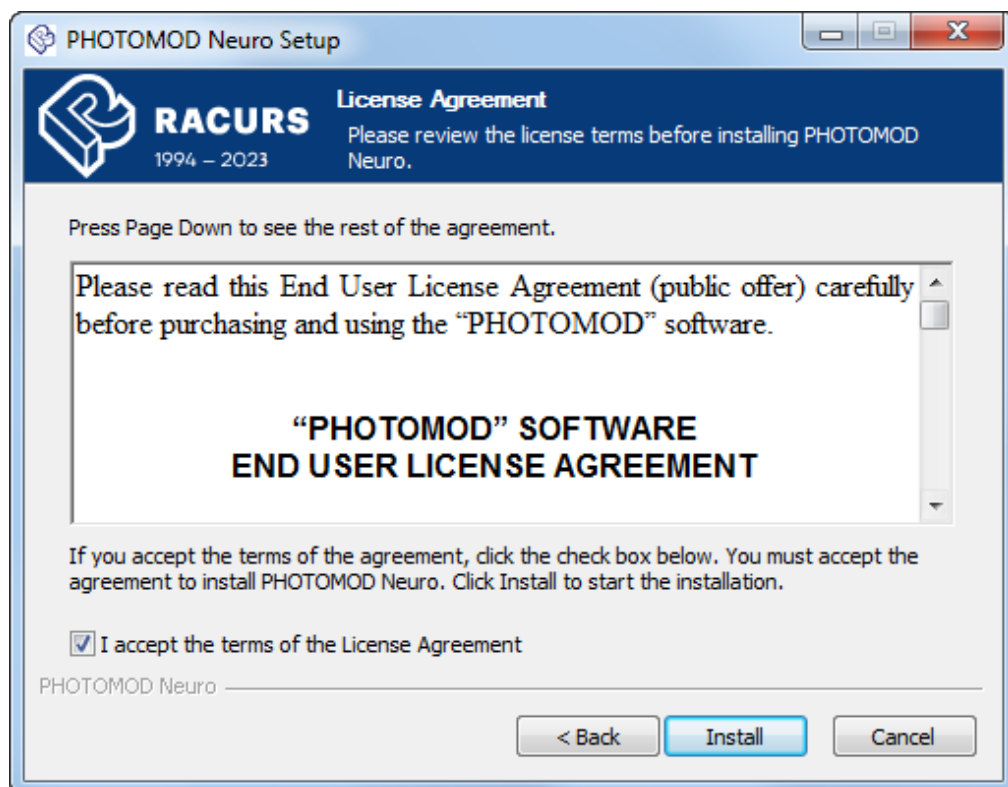 PHOTOMOD Neuro Setup
RACURS
1994 – 2023
License Agreement
Please review the license terms before installing PHOTOMOD
Neuro.
Press Page Down to see the rest of the agreement.
Please read this End User License Agreement (public offer) carefully
before purchasing and using the “PHOTOMOD” software.
“PHOTOMOD” SOFTWARE
END USER LICENSE AGREEMENT
If you accept the terms of the agreement, click the check box below. You must accept the
agreement to install PHOTOMOD Neuro. Click Install to start the installation.
I accept the terms of the License Agreement
PHOTOMOD Neuro
< Back
Install
Cancel